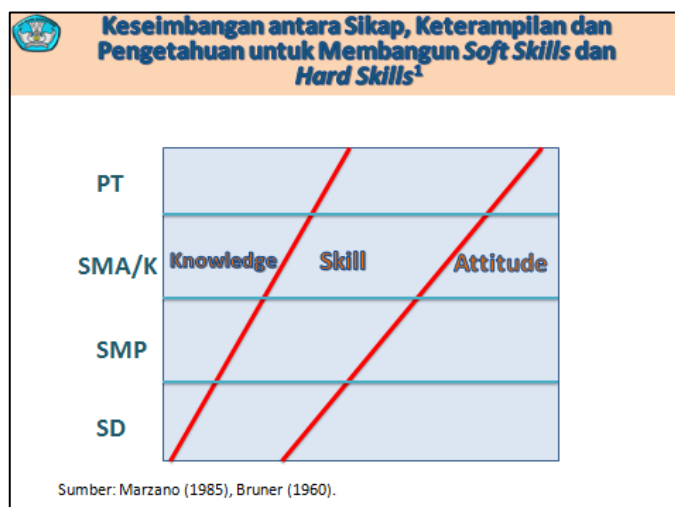 Keseimbangan antara Sikap, Keterampilan dan
Pengetahuan untuk Membangun Soft Skills dan
Hard Skills¹
PT
SMA/K
Knowledge
Skill
Attitude
SMP
SD
Sumber: Marzano (1985), Bruner (1960).